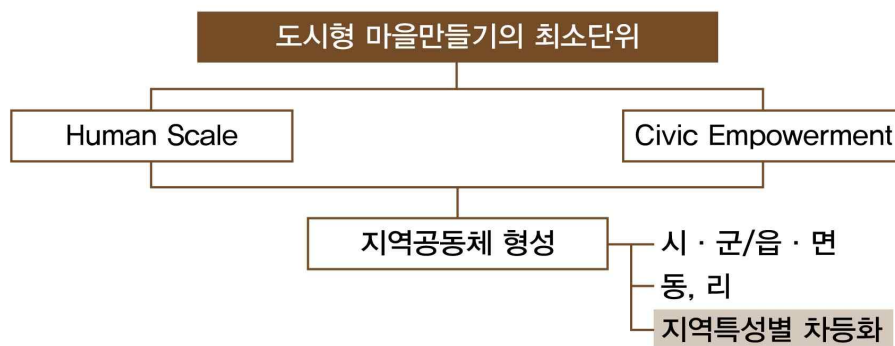 도시형 마을만들기의 최소단위
Human Scale
Civic Empowerment
지역공동체 형성
시 · 군/읍 · 면
동, 리
지역특성별 차등화